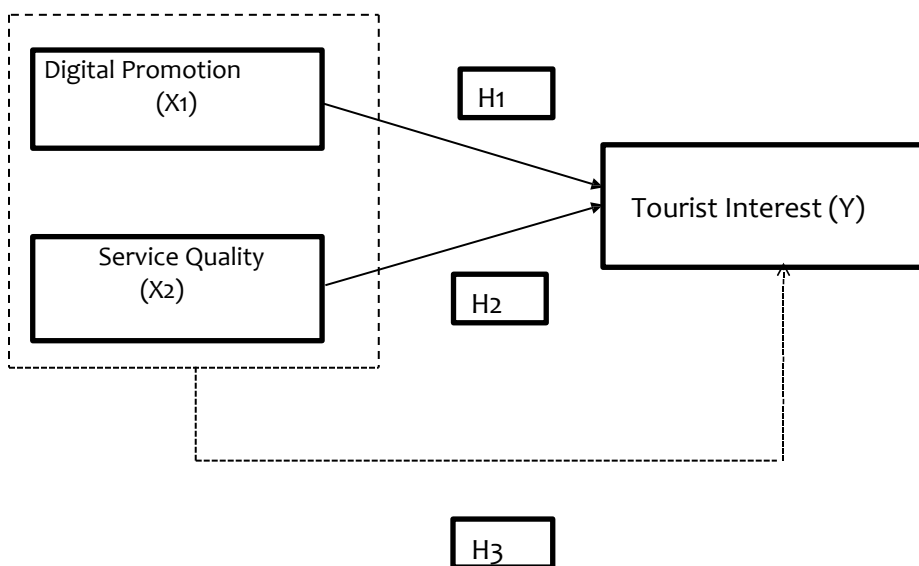 Digital Promotion
(X1)
H1
Tourist Interest (Y)
Service Quality
(X2)
H2
H3